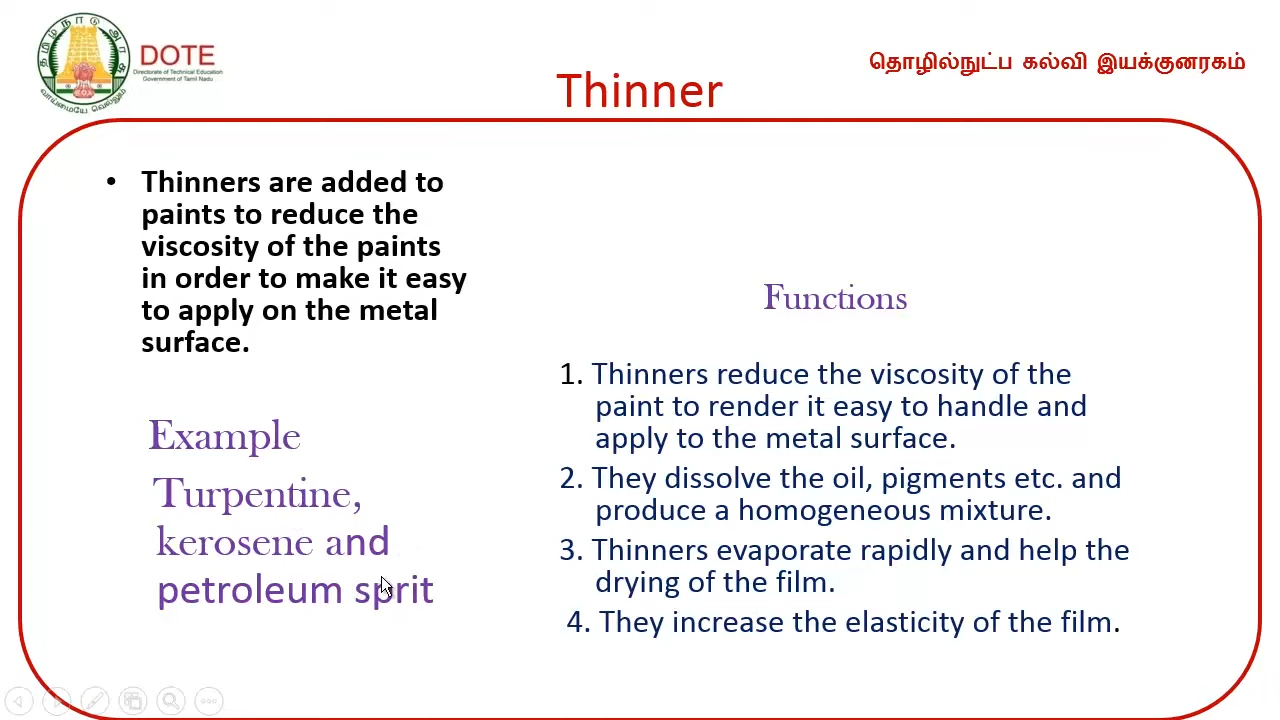 தமிழ்நாடு அரசு
வாய்மையே வெல்லும்
DOTE
Directorate of Technical Education
Government of Tamil Nadu
தொழில்நுட்ப கல்வி இயக்குனரகம்
Thinner
• Thinners are added to
paints to reduce the
viscosity of the paints
in order to make it easy
to apply on the metal
surface.
Example
Turpentine,
kerosene and
petroleum sprit
Functions
1. Thinners reduce the viscosity of the
paint to render it easy to handle and
apply to the metal surface.
2. They dissolve the oil, pigments etc. and
produce a homogeneous mixture.
3. Thinners evaporate rapidly and help the
drying of the film.
4. They increase the elasticity of the film.